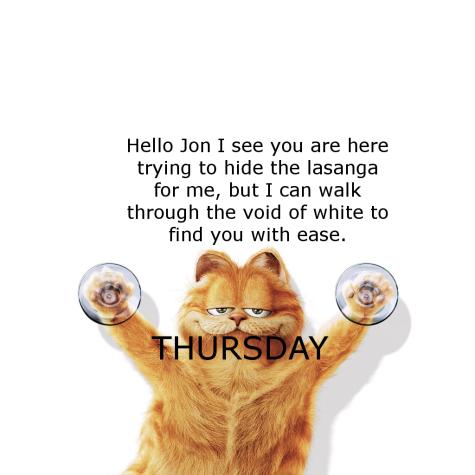 Hello Jon I see you are here
trying to hide the lasanga
for me, but I can walk
through the void of white to
find you with ease.
THURSDAY